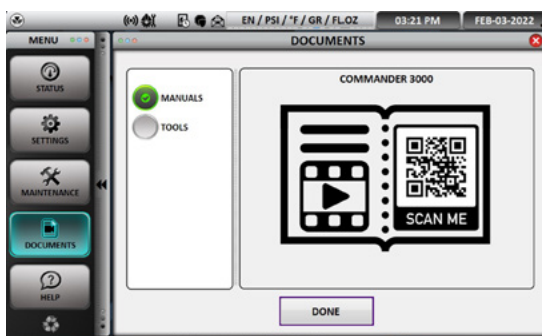 EN / PSI / °F / GR / FL.OZ
03:21 PM
FEB-03-2022
MENU
DOCUMENTS
STATUS
SETTINGS
MAINTENANCE
DOCUMENTS
HELP
MANUALS
TOOLS
COMMANDER 3000
SCAN ME
DONE